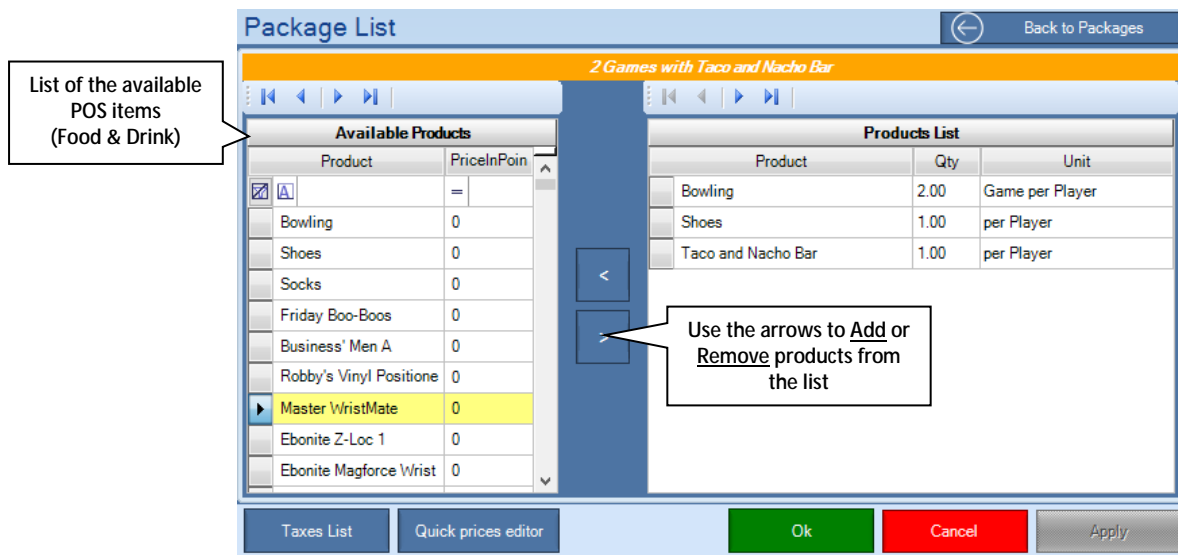 Package List
Back to Packages
2 Games with Taco and Nacho Bar
List of the available
POS items
(Food & Drink)
Available Products
Product PriceInPoin
A =
Bowling 0
Shoes 0
Socks 0
Friday Boo-Boos 0
Business' Men A 0
Robby's Vinyl Positione 0
Master WristMate 0
Ebonite Z-Loc 1 0
Ebonite Magforce Wrist 0
<
>
Use the arrows to Add or
Remove products from
the list
Products List
Product Qty Unit
Bowling 2.00 Game per Player
Shoes 1.00 per Player
Taco and Nacho Bar 1.00 per Player
Taxes List
Quick prices editor
Ok
Cancel
Apply